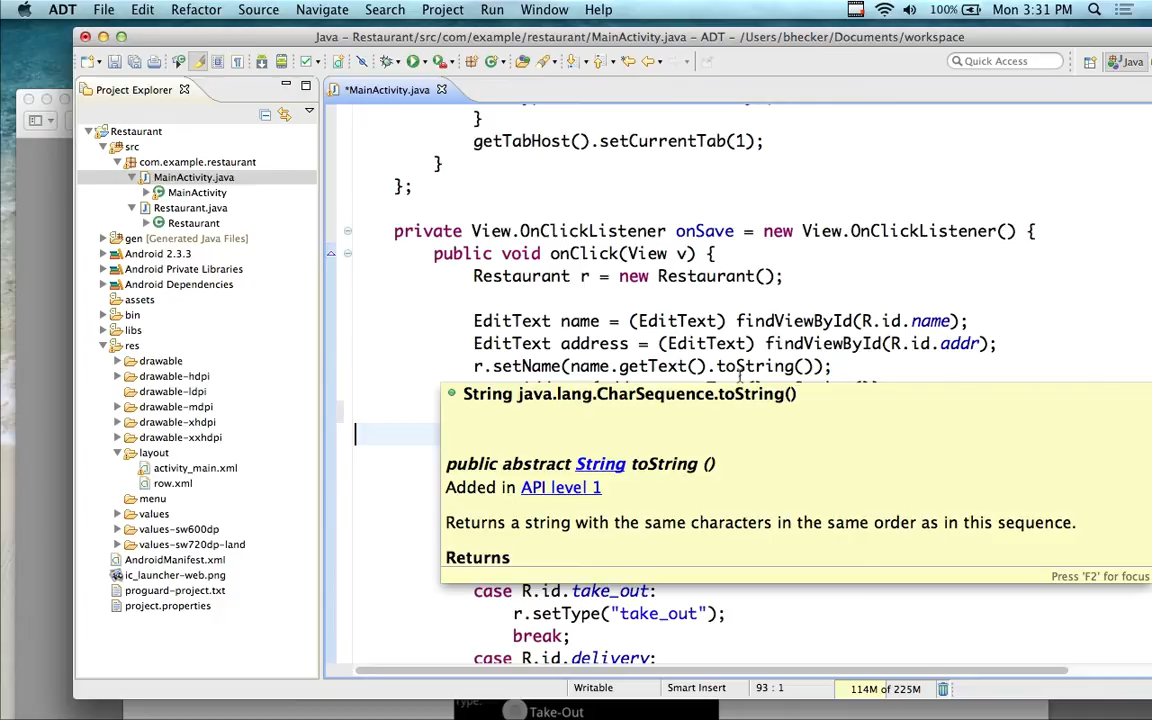 ADT File Edit Refactor Source Navigate Search Project Run Window Help 100% Mon 3:31 PM
Java - Restaurant/src/com/example/restaurant/MainActivity.java - ADT - /Users/bhecker/Documents/workspace
Quick Access
Java
Project Explorer
*MainActivity.java
Restaurant
src
com.example.restaurant
MainActivity.java
MainActivity
Restaurant.java
Restaurant
gen [Generated Java Files]
Android 2.3.3
Android Private Libraries
Android Dependencies
assets
bin
libs
res
drawable
drawable-hdpi
drawable-ldpi
drawable-mdpi
drawable-xhdpi
drawable-xxhdpi
layout
activity_main.xml
row.xml
menu
values
values-sw600dp
values-sw720dp-land
AndroidManifest.xml
ic_launcher-web.png
proguard-project.txt
project.properties
}
getTabHost().setCurrentTab(1);
}
};
private View.OnClickListener onSave = new View.OnClickListener() {
public void onClick(View v) {
Restaurant r = new Restaurant();
EditText name = (EditText) findViewById(R.id.name);
EditText address = (EditText) findViewById(R.id.addr);
r.setName(name.getText().toString());
String java.lang.CharSequence.toString()
public abstract String toString ()
Added in API level 1
Returns a string with the same characters in the same order as in this sequence.
Returns
Press 'F2' for focus
case R.id.take_out:
r.setType("take_out");
break;
case R.id.delivery:
Writable Smart Insert 93 : 1 114M of 225M
Type: Take-Out